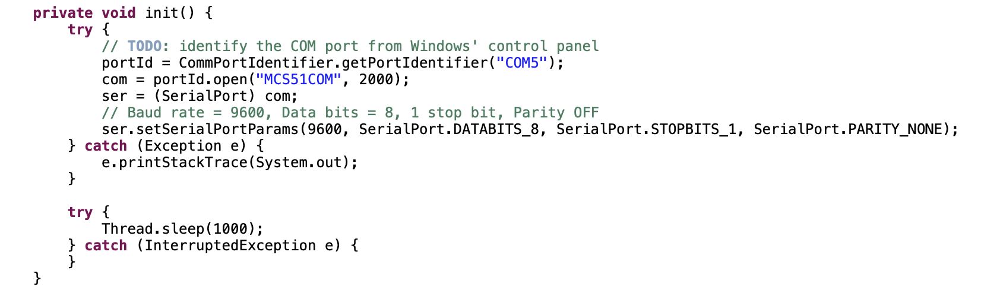 private void init() {
try {
// TODO: identify the COM port from Windows' control panel
portId = CommPortIdentifier.getPortIdentifier("COM5");
com = portId.open("MCS51COM", 2000);
ser = (SerialPort) com;
// Baud rate = 9600, Data bits = 8, 1 stop bit, Parity OFF
ser.setSerialPortParams(9600, SerialPort.DATABITS_8, SerialPort.STOPBITS_1, SerialPort.PARITY_NONE);
} catch (Exception e) {
e.printStackTrace(System.out);
}
try {
Thread.sleep(1000);
} catch (InterruptedException e) {
}
}